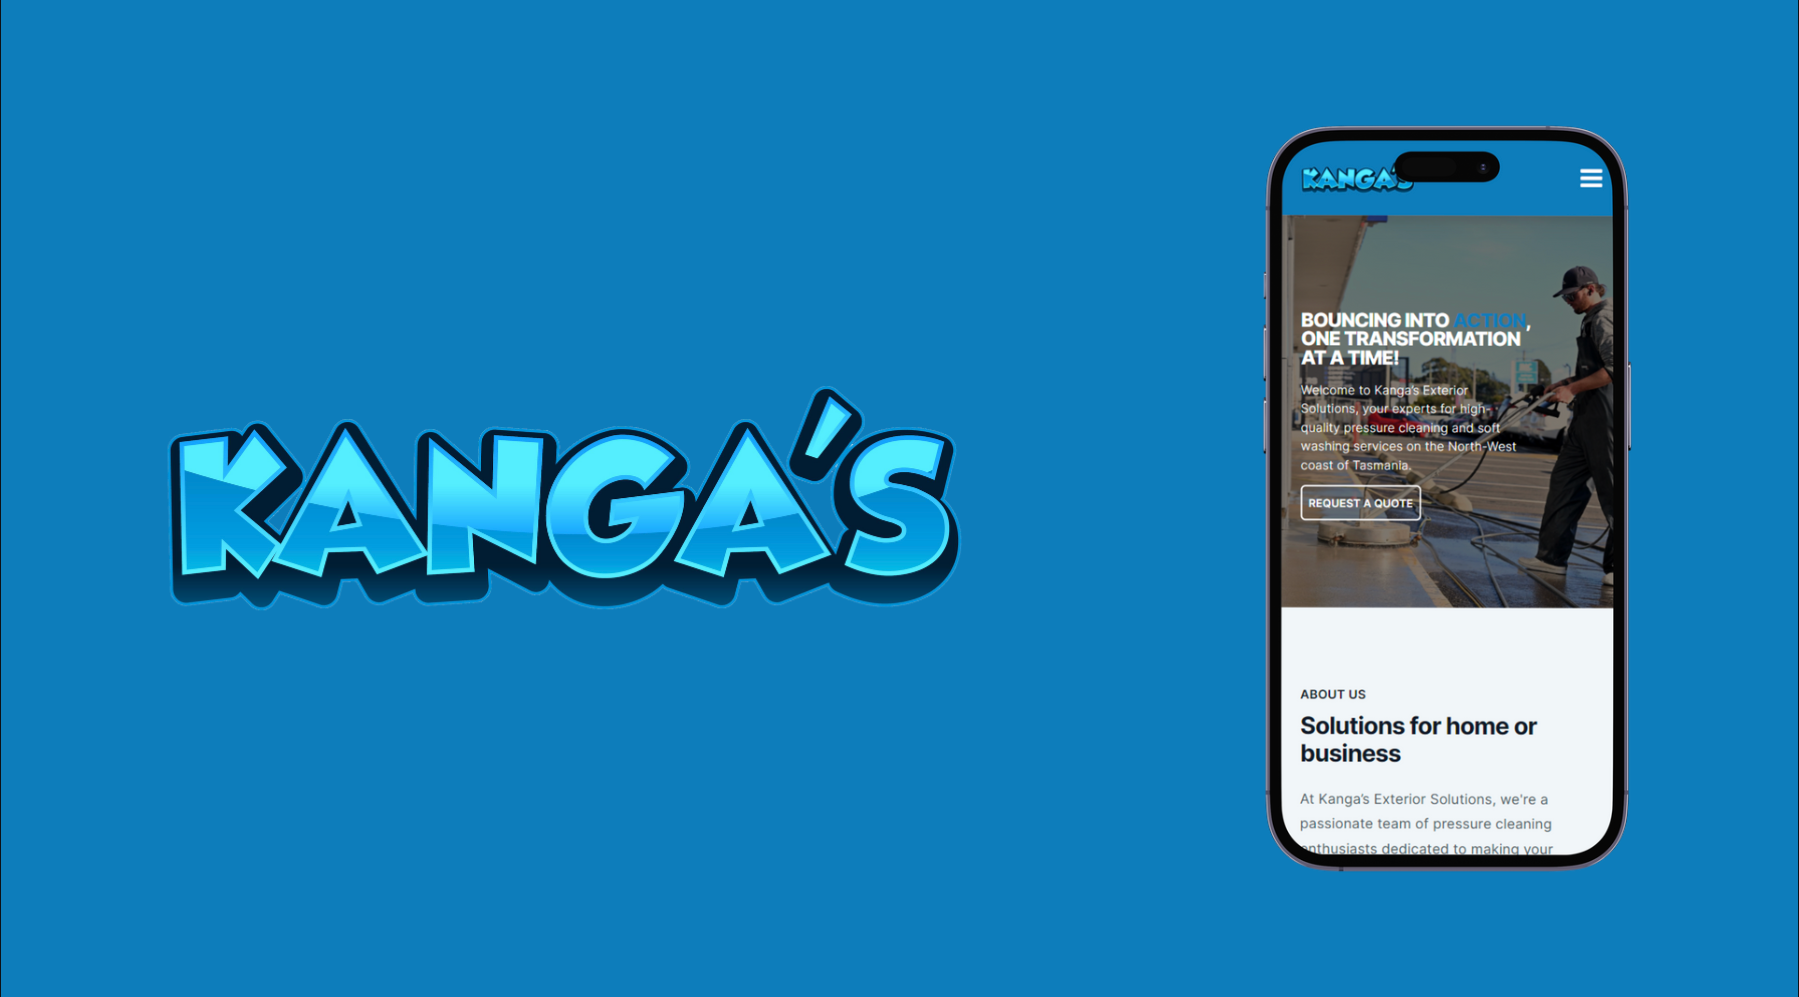 KANGA'S
KANGA'S
BOUNCING INTO ACTION,
ONE TRANSFORMATION
AT A TIME!
Welcome to Kanga's Exterior
Solutions, your experts for high-
quality pressure cleaning and soft
washing services on the North-West
coast of Tasmania.
REQUEST A QUOTE
ABOUT US
Solutions for home or
business
At Kanga's Exterior Solutions, we're a
passionate team of pressure cleaning
enthusiasts dedicated to making your